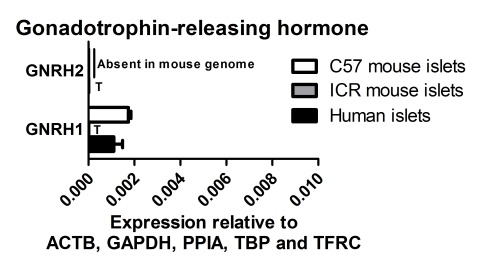 Gonadotrophin-releasing hormone
GNRH2
Absent in mouse genome
T
GNRH1
T
C57 mouse islets
ICR mouse islets
Human islets
0.000
0.002
0.004
0.006
0.008
0.010
Expression relative to
ACTB, GAPDH, PPIA, TBP and TFRC